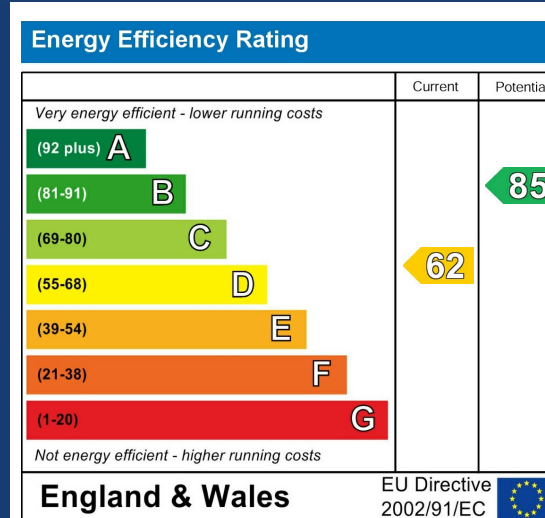 Energy Efficiency Rating
Current Potentia
Very energy efficient - lower running costs
(92 plus) A
(81-91) B
85
(69-80) C
62
(55-68) D
(39-54) E
(21-38) F
(1-20) G
Not energy efficient - higher running costs
England & Wales
EU Directive
2002/91/EC